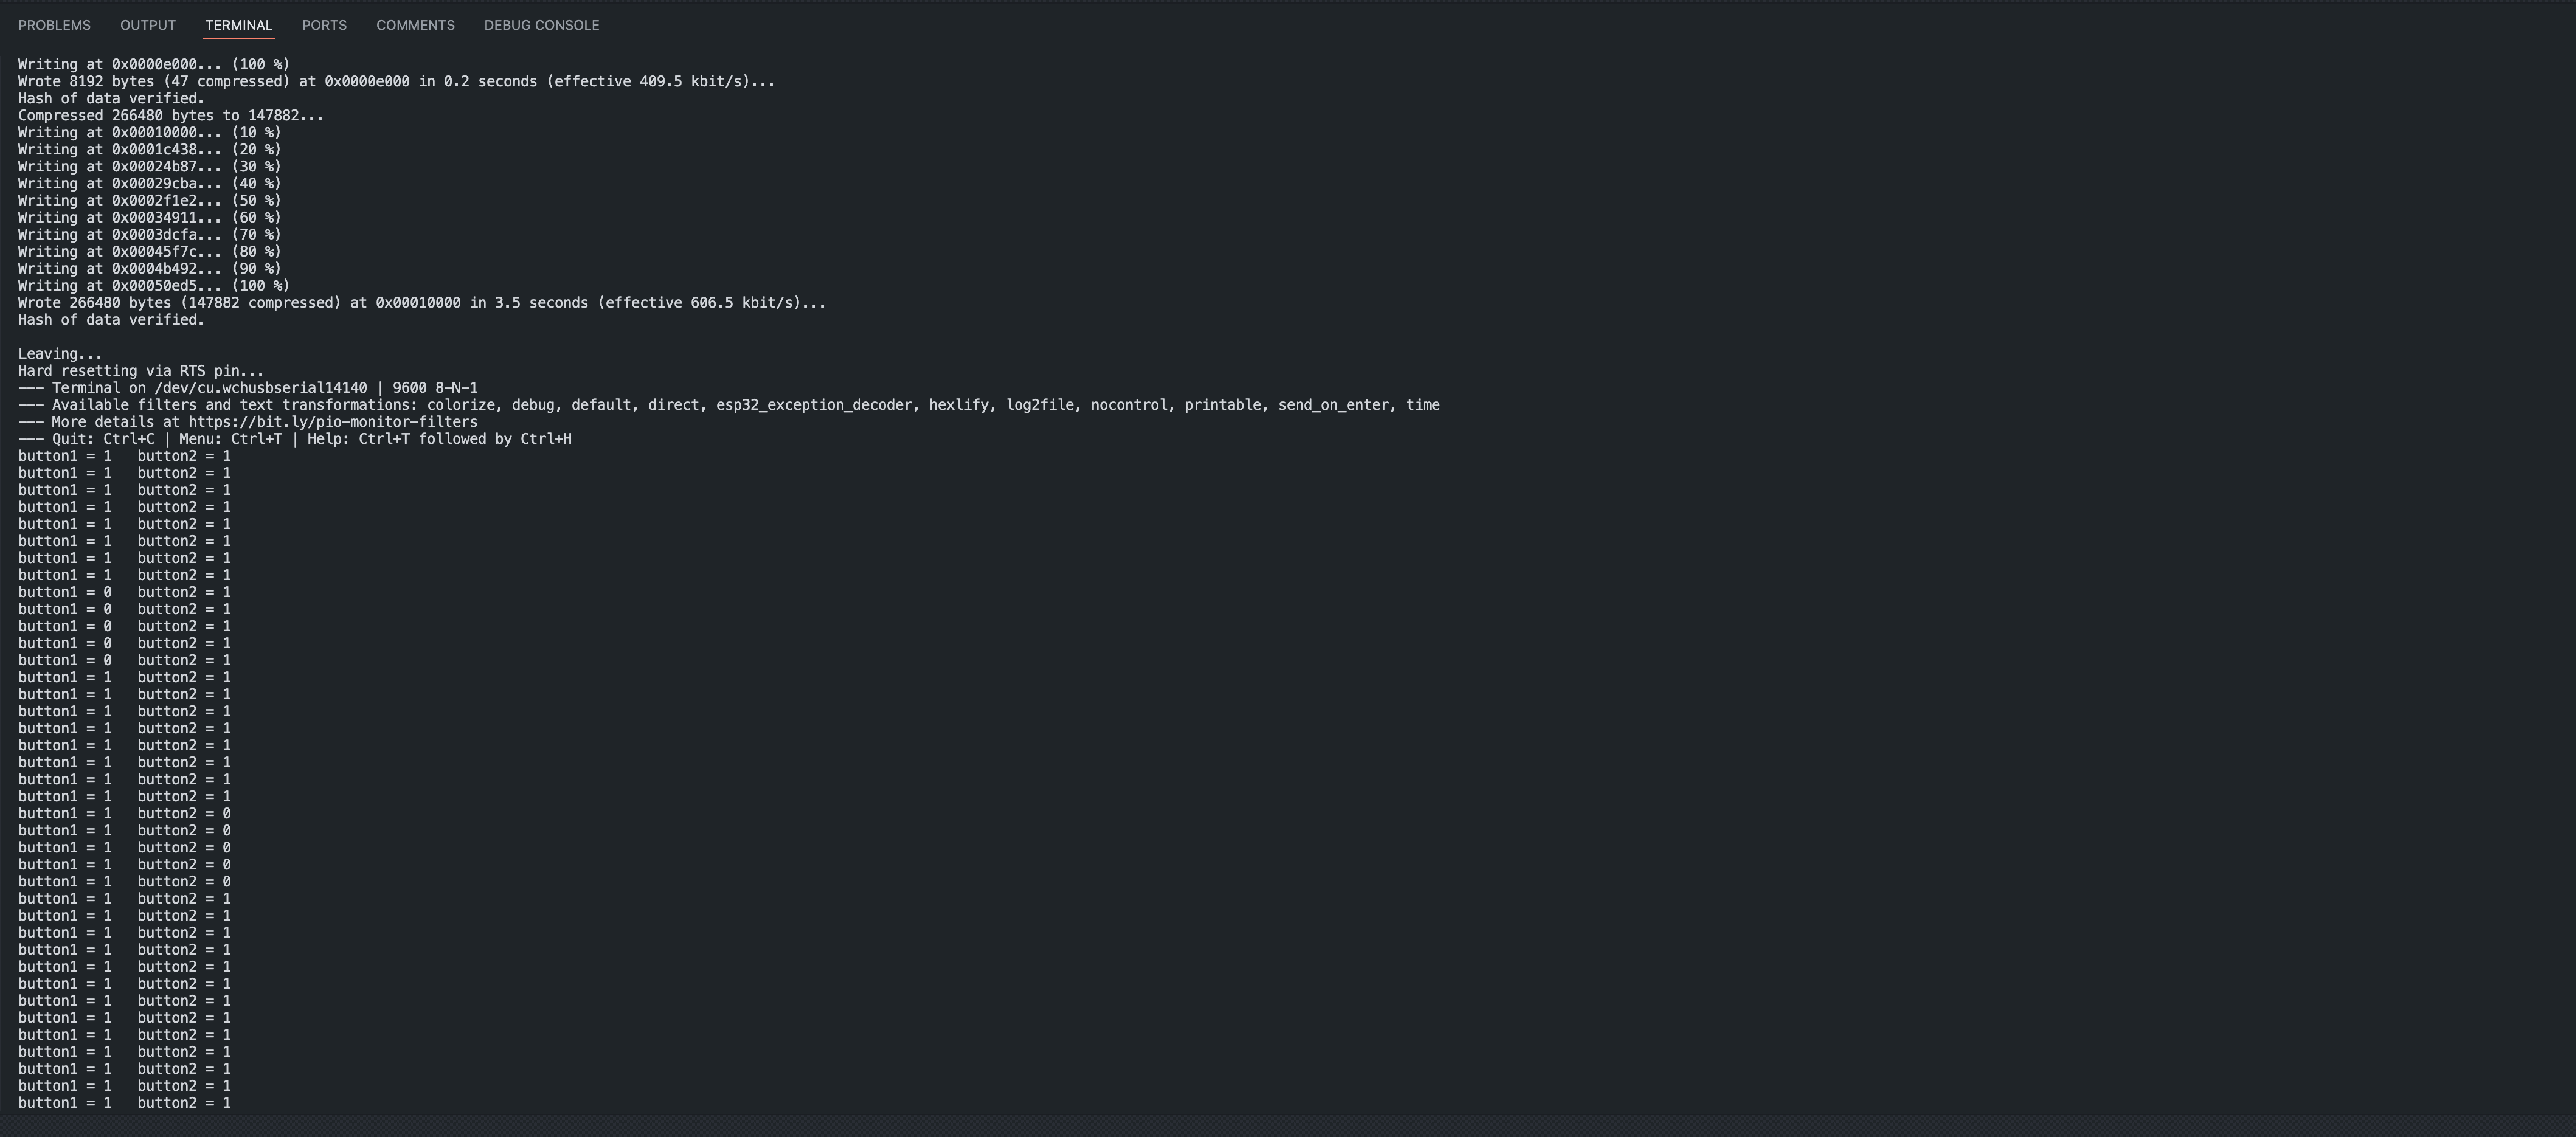 PROBLEMS OUTPUT TERMINAL PORTS COMMENTS DEBUG CONSOLE
Writing at 0x0000e000... (100 %)
Wrote 8192 bytes (47 compressed) at 0x0000e000 in 0.2 seconds (effective 409.5 kbit/s)...
Hash of data verified.
Compressed 266480 bytes to 147882...
Writing at 0x00010000... (10 %)
Writing at 0x0001c438... (20 %)
Writing at 0x00024b87... (30 %)
Writing at 0x00029cba... (40 %)
Writing at 0x0002f1e2... (50 %)
Writing at 0x00034911... (60 %)
Writing at 0x0003dcfa... (70 %)
Writing at 0x00045f7c... (80 %)
Writing at 0x0004b492... (90 %)
Writing at 0x00050ed5... (100 %)
Wrote 266480 bytes (147882 compressed) at 0x00010000 in 3.5 seconds (effective 606.5 kbit/s)...
Hash of data verified.
Leaving...
Hard resetting via RTS pin...
--- Terminal on /dev/cu.wchusbserial14140 | 9600 8-N-1
--- Available filters and text transformations: colorize, debug, default, direct, esp32_exception_decoder, hexlify, log2file, nocontrol, printable, send_on_enter, time
--- More details at https://bit.ly/pio-monitor-filters
--- Quit: Ctrl+C | Menu: Ctrl+T | Help: Ctrl+T followed by Ctrl+H
button1 = 1 button2 = 1
button1 = 1 button2 = 1
button1 = 1 button2 = 1
button1 = 1 button2 = 1
button1 = 1 button2 = 1
button1 = 1 button2 = 1
button1 = 1 button2 = 1
button1 = 1 button2 = 1
button1 = 0 button2 = 1
button1 = 0 button2 = 1
button1 = 0 button2 = 1
button1 = 0 button2 = 1
button1 = 0 button2 = 1
button1 = 1 button2 = 1
button1 = 1 button2 = 1
button1 = 1 button2 = 1
button1 = 1 button2 = 1
button1 = 1 button2 = 1
button1 = 1 button2 = 1
button1 = 1 button2 = 1
button1 = 1 button2 = 1
button1 = 1 button2 = 0
button1 = 1 button2 = 0
button1 = 1 button2 = 0
button1 = 1 button2 = 0
button1 = 1 button2 = 0
button1 = 1 button2 = 1
button1 = 1 button2 = 1
button1 = 1 button2 = 1
button1 = 1 button2 = 1
button1 = 1 button2 = 1
button1 = 1 button2 = 1
button1 = 1 button2 = 1
button1 = 1 button2 = 1
button1 = 1 button2 = 1
button1 = 1 button2 = 1
button1 = 1 button2 = 1
button1 = 1 button2 = 1
button1 = 1 button2 = 1